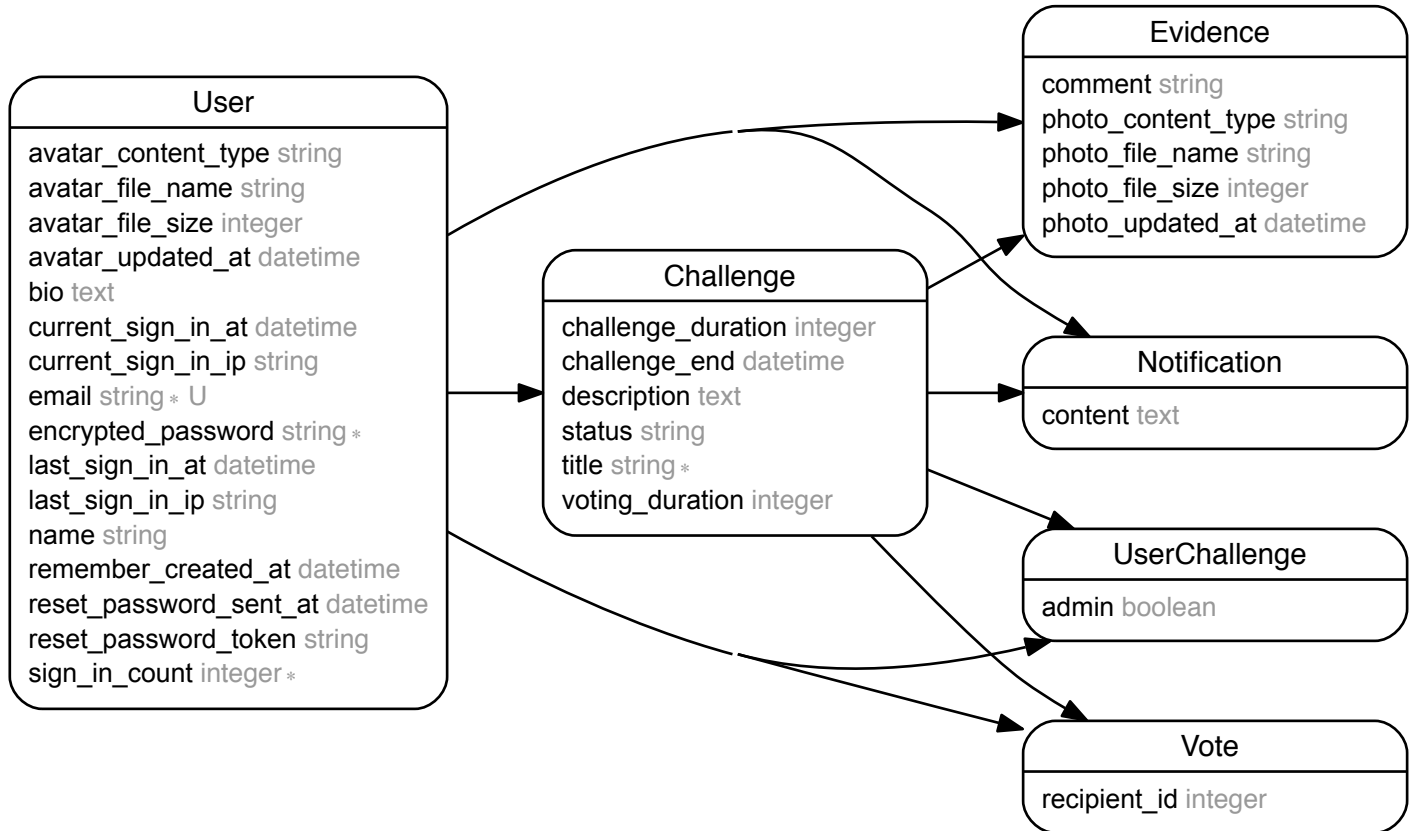 User
avatar_content_type string
avatar_file_name string
avatar_file_size integer
avatar_updated_at datetime
bio text
current_sign_in_at datetime
current_sign_in_ip string
email string ∗ U
encrypted_password string ∗
last_sign_in_at datetime
last_sign_in_ip string
name string
remember_created_at datetime
reset_password_sent_at datetime
reset_password_token string
sign_in_count integer ∗
Challenge
challenge_duration integer
challenge_end datetime
description text
status string
title string ∗
voting_duration integer
Evidence
comment string
photo_content_type string
photo_file_name string
photo_file_size integer
photo_updated_at datetime
Notification
content text
UserChallenge
admin boolean
Vote
recipient_id integer